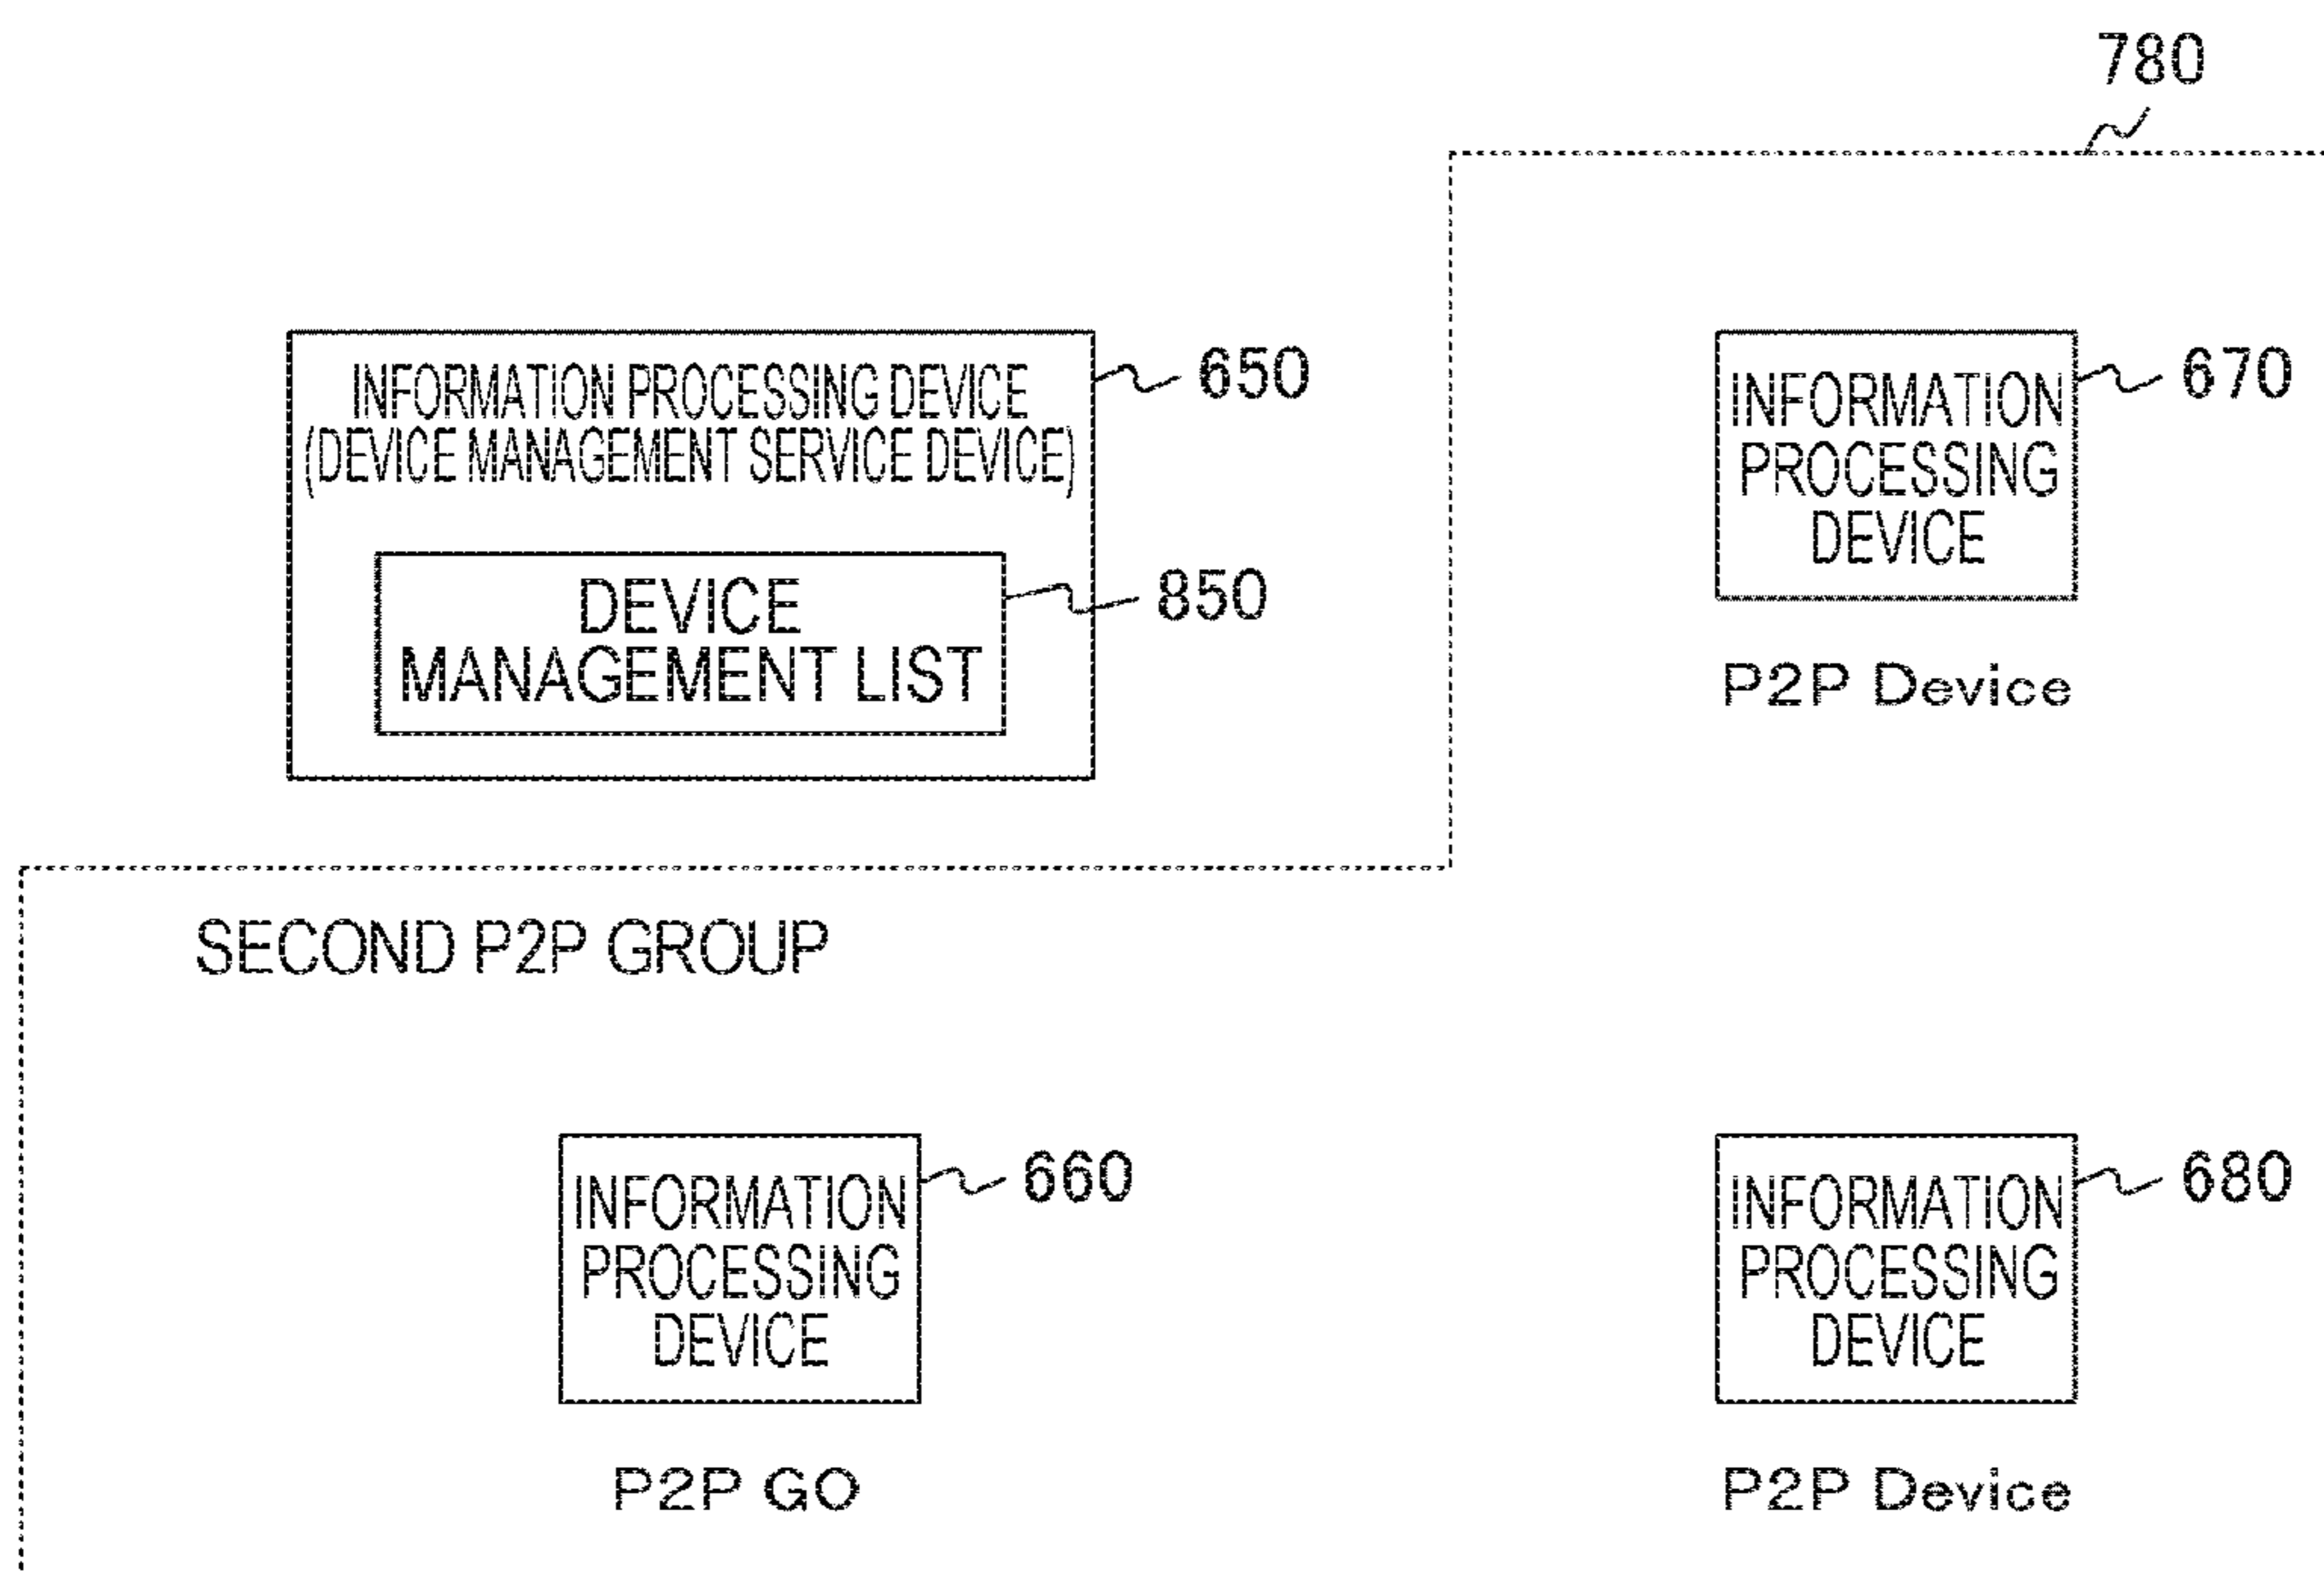 780
INFORMATION PROCESSING DEVICE
(DEVICE MANAGEMENT SERVICE DEVICE)
650
DEVICE
MANAGEMENT LIST
850
INFORMATION
PROCESSING
DEVICE
670
P2P Device
SECOND P2P GROUP
INFORMATION
PROCESSING
DEVICE
660
P2P GO
INFORMATION
PROCESSING
DEVICE
680
P2P Device